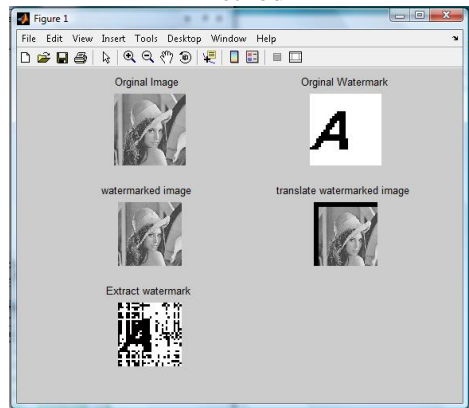 Figure 1
File Edit View Insert Tools Desktop Window Help
Orginal Image
Orginal Watermark
A
watermarked image
translate watermarked image
Extract watermark
A